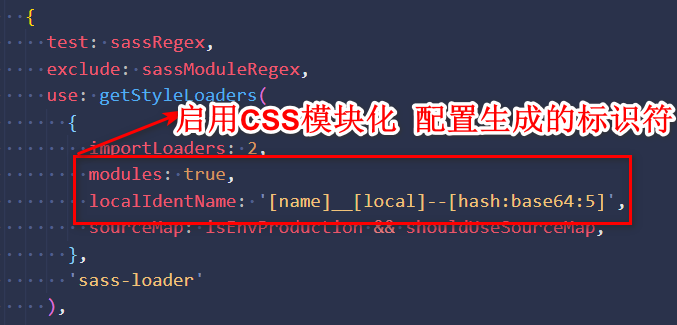 {
test: sassRegex,
exclude: sassModuleRegex,
use: getStyleLoaders(
{
启用CSS模块化 配置生成的标识符
importLoaders: 2,
modules: true,
localIdentName: '[name]__[local]--[hash:base64:5]',
sourceMap: isEnvProduction && shouldUseSourceMap,
},
'sass-loader'
),